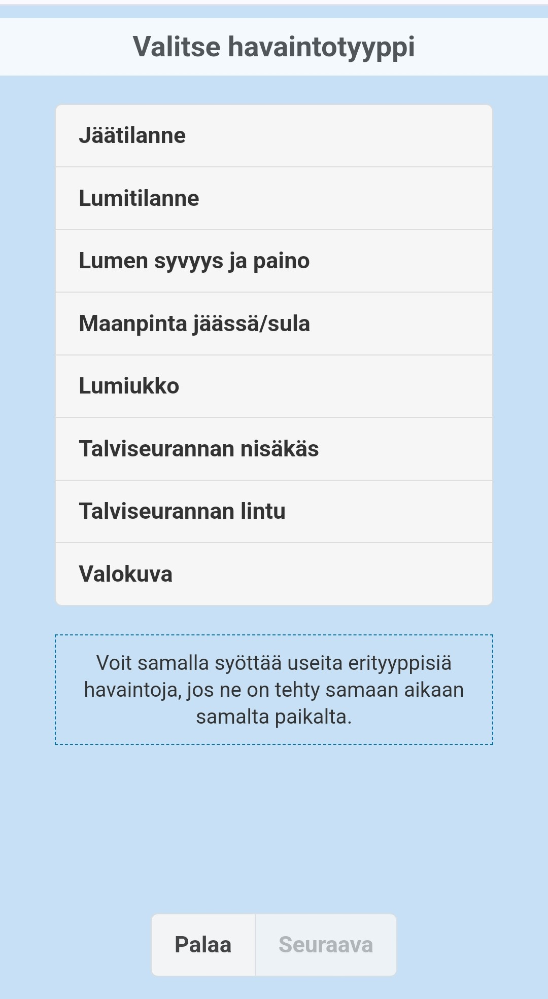 Valitse havaintotyyppi
Jäätilanne
Lumitilanne
Lumen syvyys ja paino
Maanpinta jäässä/sula
Lumiukko
Talviseurannan nisäkäs
Talviseurannan lintu
Valokuva
Voit samalla syöttää useita erityyppisiä
havaintoja, jos ne on tehty samaan aikaan
samalta paikalta.
Palaa
Seuraava